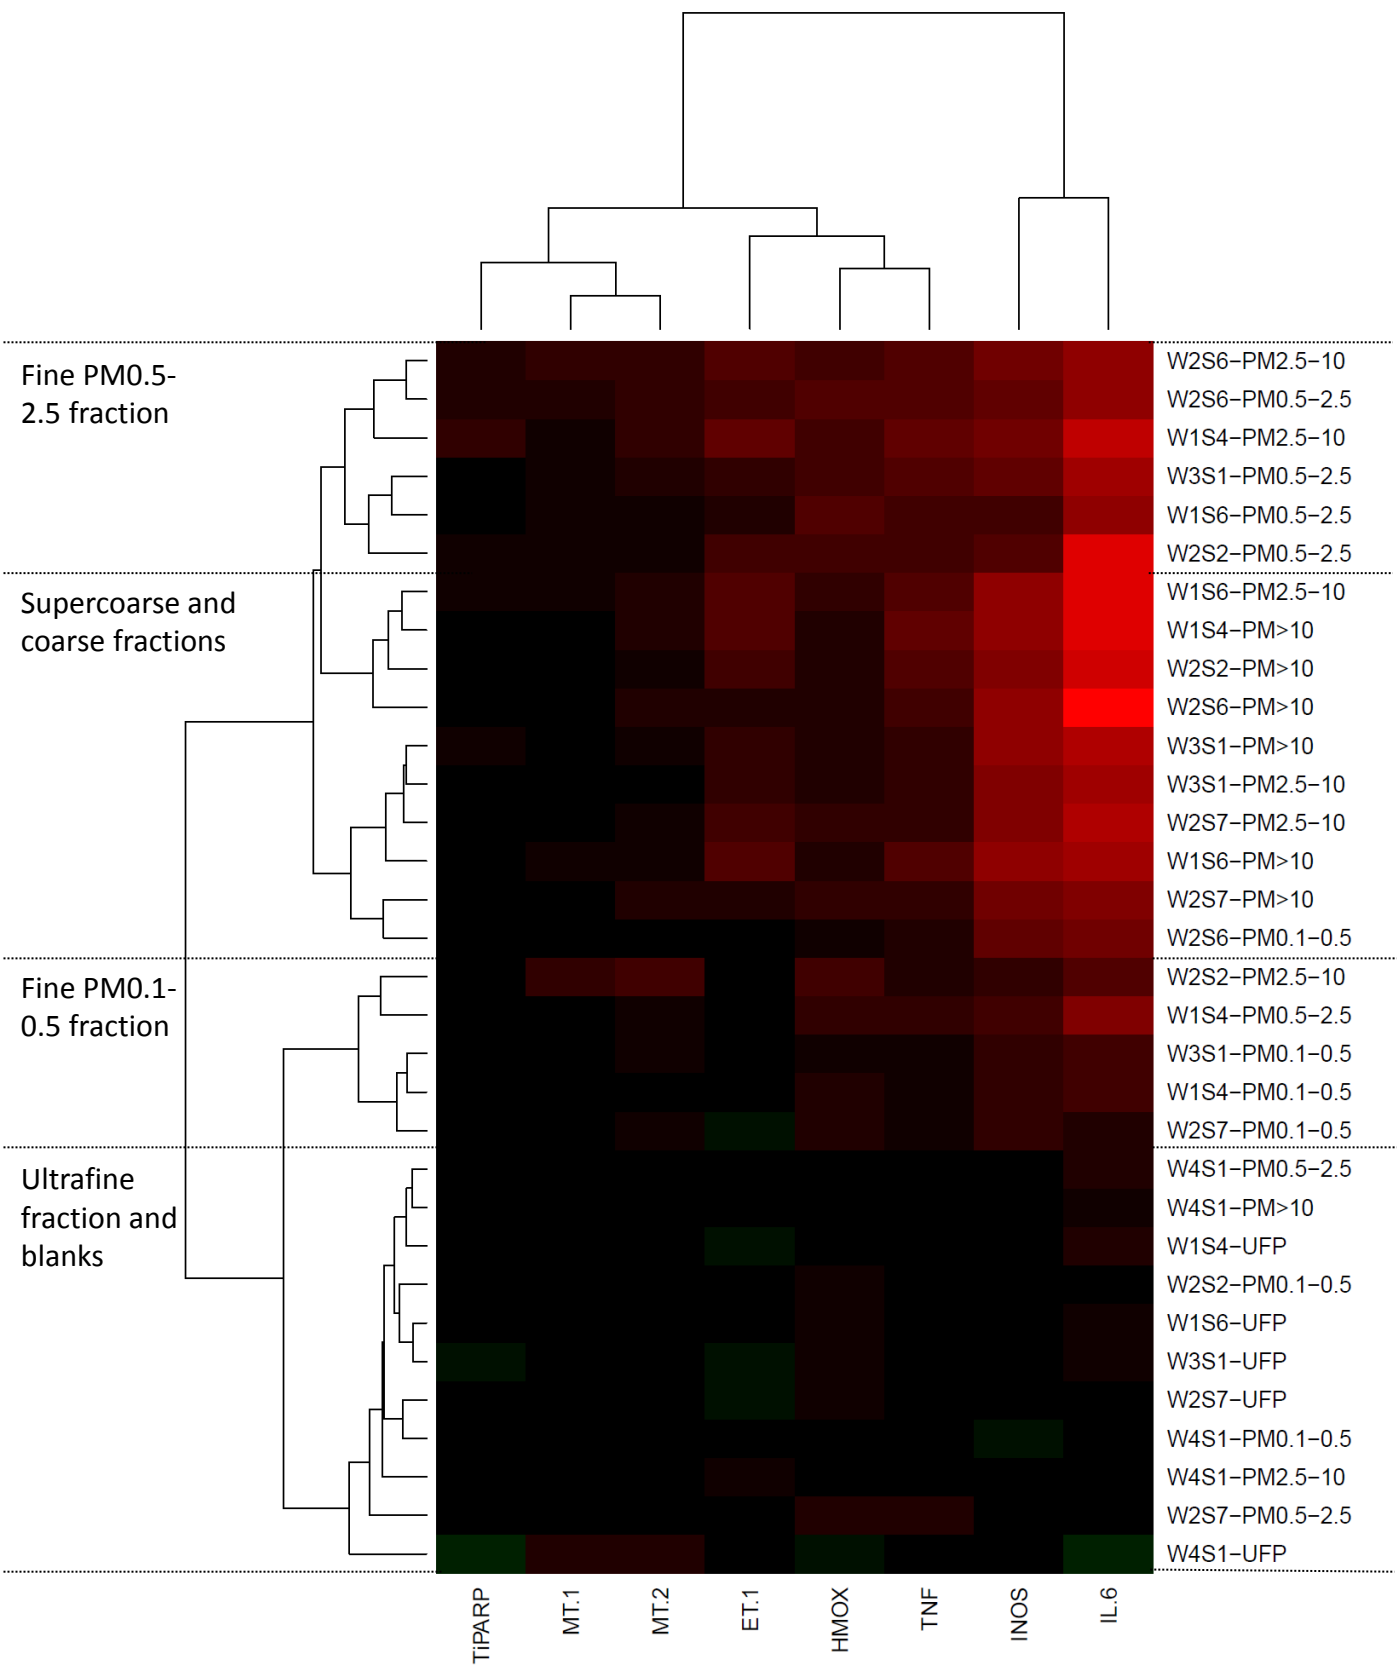 Fine PM0.5-
2.5 fraction
Supercoarse and
coarse fractions
Fine PM0.1-
0.5 fraction
Ultrafine
fraction and
blanks
W2S6−PM2.5−10
W2S6−PM0.5−2.5
W1S4−PM2.5−10
W3S1−PM0.5−2.5
W1S6−PM0.5−2.5
W2S2−PM0.5−2.5
W1S6−PM2.5−10
W1S4−PM>10
W2S2−PM>10
W2S6−PM>10
W3S1−PM>10
W3S1−PM2.5−10
W2S7−PM2.5−10
W1S6−PM>10
W2S7−PM>10
W2S6−PM0.1−0.5
W2S2−PM2.5−10
W1S4−PM0.5−2.5
W3S1−PM0.1−0.5
W1S4−PM0.1−0.5
W2S7−PM0.1−0.5
W4S1−PM0.5−2.5
W4S1−PM>10
W1S4−UFP
W2S2−PM0.1−0.5
W1S6−UFP
W3S1−UFP
W2S7−UFP
W4S1−PM0.1−0.5
W4S1−PM2.5−10
W2S7−PM0.5−2.5
W4S1−UFP
TiPARP
MT.1
MT.2
ET.1
HMOX
TNF
INOS
IL.6